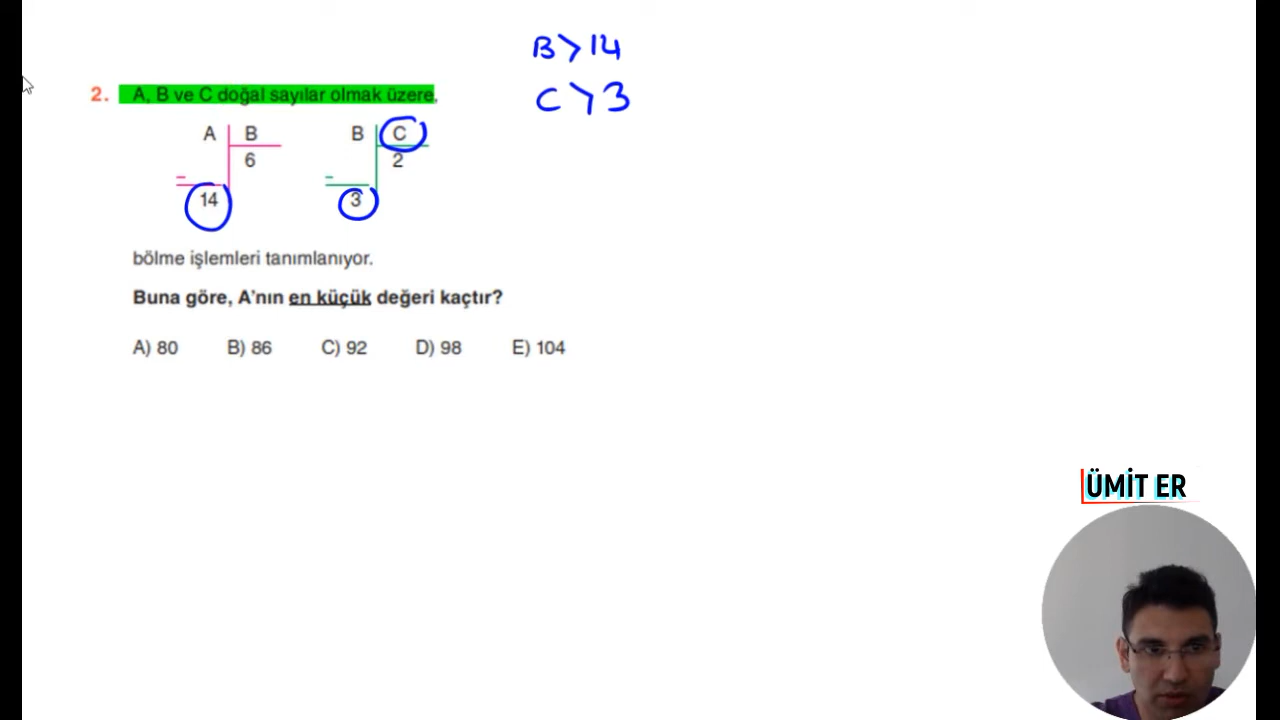 B > 14
C > 3
2. A, B ve C doğal sayılar olmak üzere,
A B B C
6 2
- -
14 3
bölme işlemleri tanımlanıyor.
Buna göre, A'nın en küçük değeri kaçtır?
A) 80 B) 86 C) 92 D) 98 E) 104
ÜMİT ER